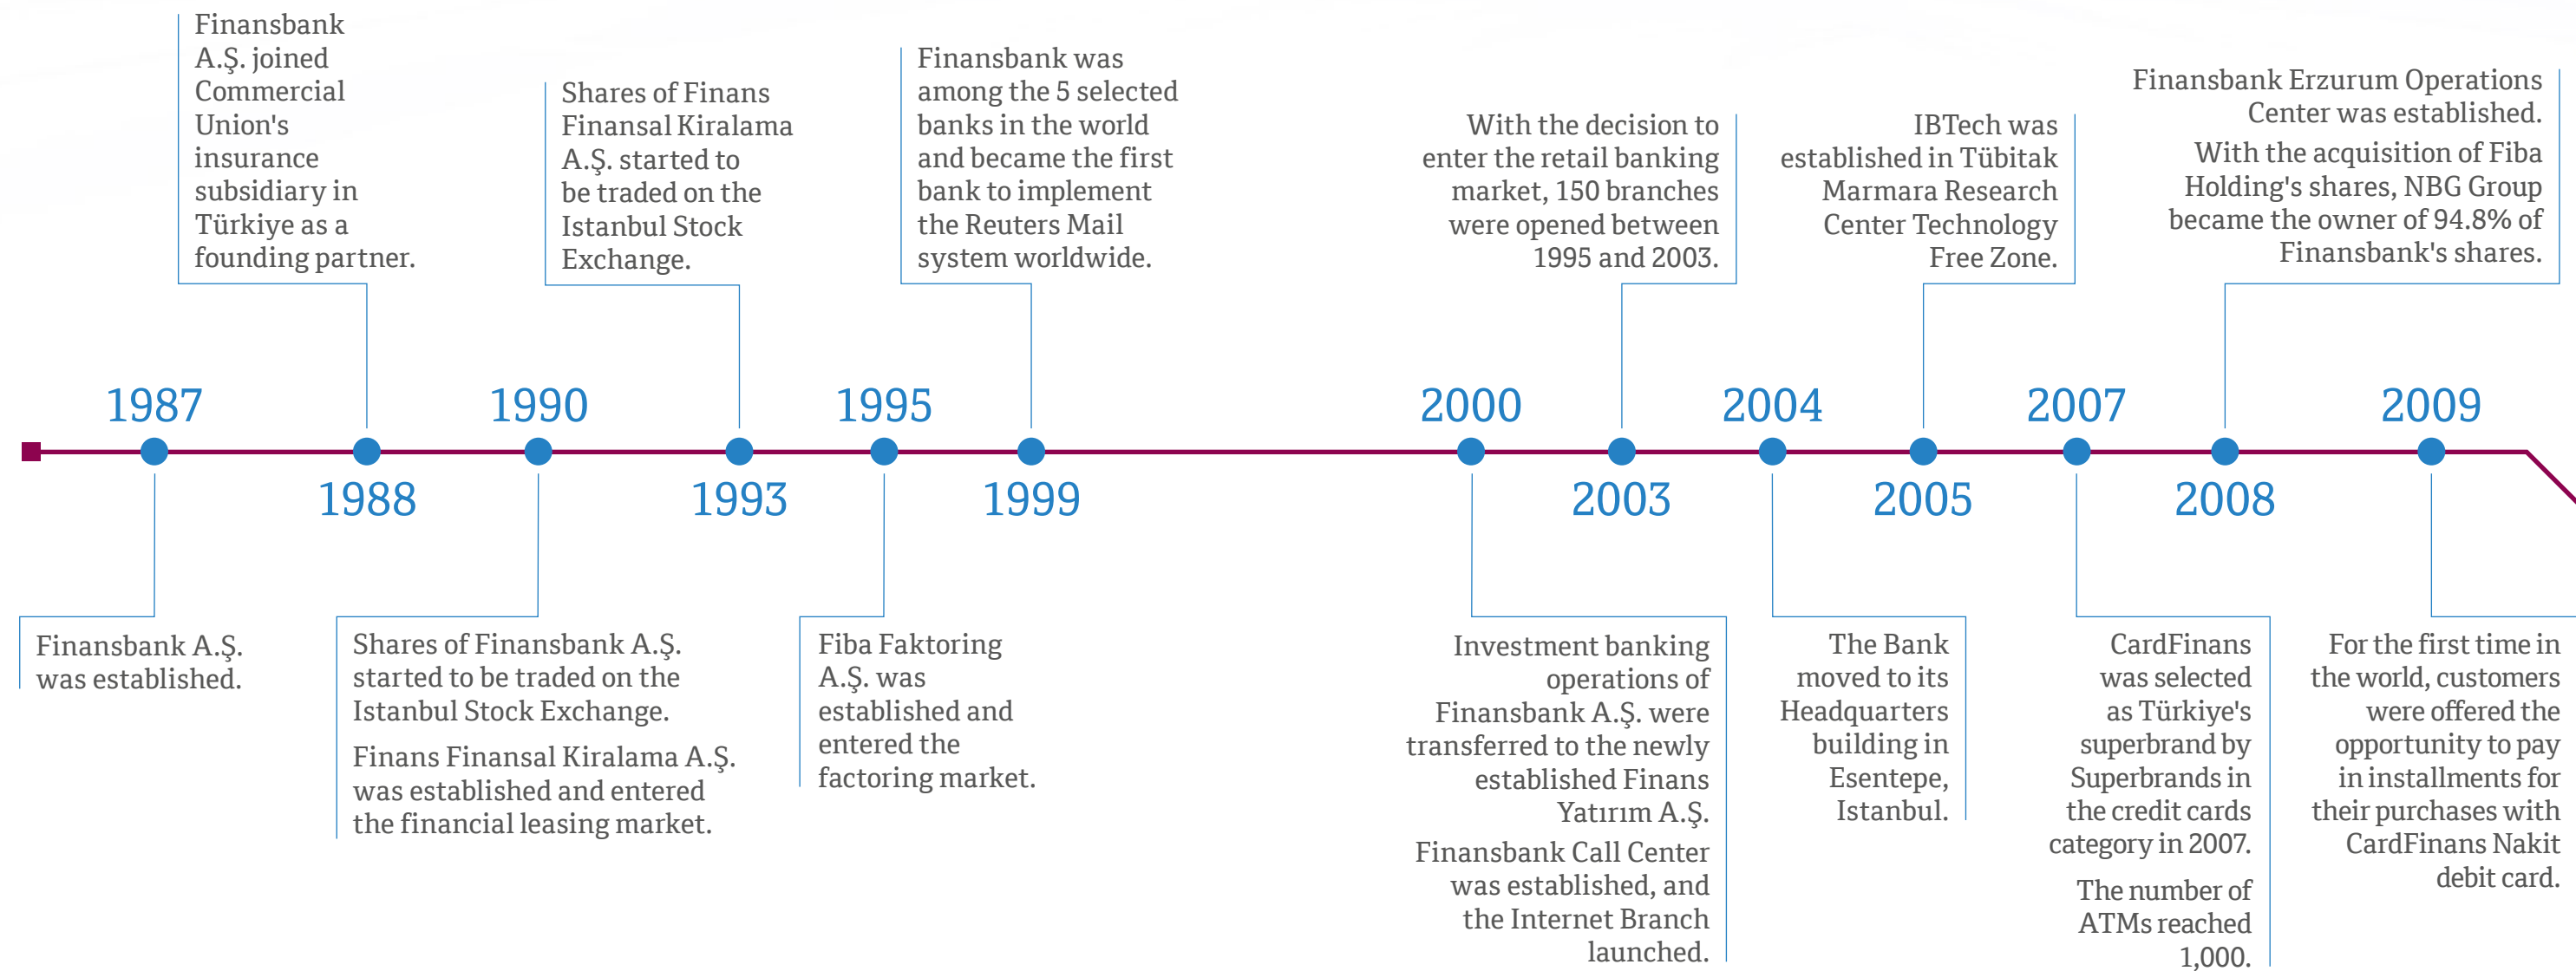 Finansbank
A.Ş. joined
Commercial
Union's
insurance
subsidiary in
Türkiye as a
founding partner.
Shares of Finans
Finansal Kiralama
A.Ş. started to
be traded on the
Istanbul Stock
Exchange.
Finansbank was
among the 5 selected
banks in the world
and became the first
bank to implement
the Reuters Mail
system worldwide.
With the decision to
enter the retail banking
market, 150 branches
were opened between
1995 and 2003.
IBTech was
established in Tübitak
Marmara Research
Center Technology
Free Zone.
Finansbank Erzurum Operations
Center was established.
With the acquisition of Fiba
Holding's shares, NBG Group
became the owner of 94.8% of
Finansbank's shares.
1987
1990
1995
2000
2004
2007
2009
1988
1993
1999
2003
2005
2008
Finansbank A.Ş.
was established.
Shares of Finansbank A.Ş.
started to be traded on the
Istanbul Stock Exchange.
Finans Finansal Kiralama A.Ş.
was established and entered
the financial leasing market.
Fiba Faktoring
A.Ş. was
established and
entered the
factoring market.
Investment banking
operations of
Finansbank A.Ş. were
transferred to the newly
established Finans
Yatırım A.Ş.
Finansbank Call Center
was established, and
the Internet Branch
launched.
The Bank
moved to its
Headquarters
building in
Esentepe,
Istanbul.
CardFinans
was selected
as Türkiye's
superbrand by
Superbrands in
the credit cards
category in 2007.
The number of
ATMs reached
1,000.
For the first time in
the world, customers
were offered the
opportunity to pay
in installments for
their purchases with
CardFinans Nakit
debit card.